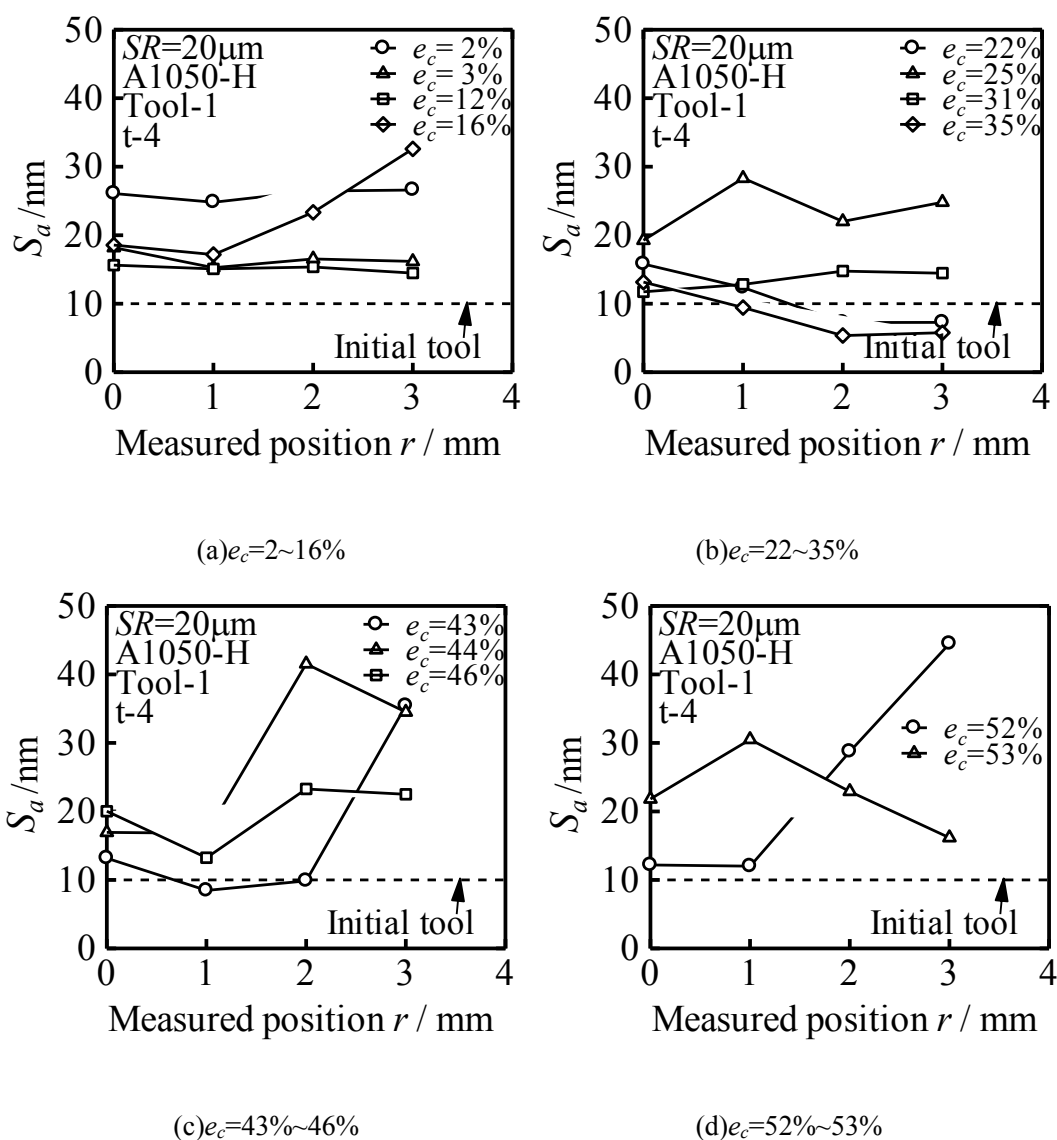 50
40
30
20
10
0
S_a /nm
SR=20μm
A1050-H
Tool-1
t-4
e_c= 2%
e_c= 3%
e_c=12%
e_c=16%
Initial tool
0 1 2 3 4
Measured position r / mm
(a)e_c=2~16%
50
40
30
20
10
0
S_a /nm
SR=20μm
A1050-H
Tool-1
t-4
e_c=22%
e_c=25%
e_c=31%
e_c=35%
Initial tool
0 1 2 3 4
Measured position r / mm
(b)e_c=22~35%
50
40
30
20
10
0
S_a /nm
SR=20μm
A1050-H
Tool-1
t-4
e_c=43%
e_c=44%
e_c=46%
Initial tool
0 1 2 3 4
Measured position r / mm
(c)e_c=43%~46%
50
40
30
20
10
0
S_a /nm
SR=20μm
A1050-H
Tool-1
t-4
e_c=52%
e_c=53%
Initial tool
0 1 2 3 4
Measured position r / mm
(d)e_c=52%~53%